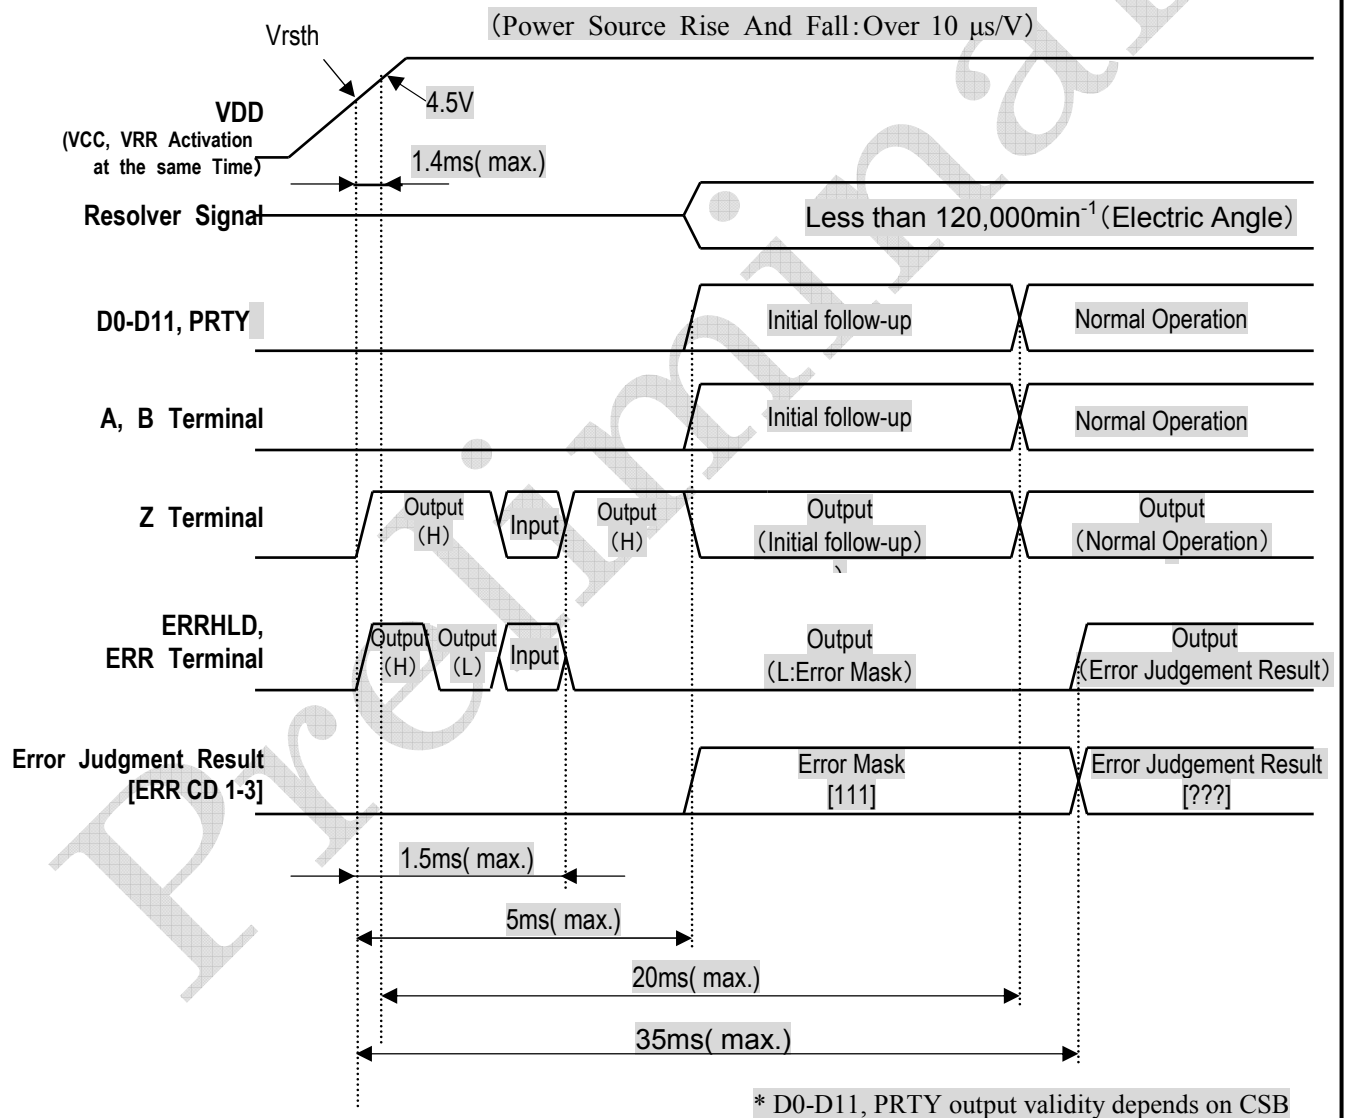 (Power Source Rise And Fall:Over 10 μs/V)
Vrsth
4.5V
VDD
(VCC, VRR Activation
at the same Time)
1.4ms( max.)
Resolver Signal
Less than 120,000min-1(Electric Angle)
D0-D11, PRTY
Initial follow-up
Normal Operation
A, B Terminal
Initial follow-up
Normal Operation
Z Terminal
Output
(H)
Input
Output
(H)
Output
(Initial follow-up)
)
Output
(Normal Operation)
ERRHLD,
ERR Terminal
Output
(H)
Output
(L)
Input
Output
(L:Error Mask)
Output
(Error Judgement Result)
Error Judgment Result
[ERR CD 1-3]
Error Mask
[111]
Error Judgement Result
[???]
1.5ms( max.)
5ms( max.)
20ms( max.)
35ms( max.)
* D0-D11, PRTY output validity depends on CSB
Preliminar